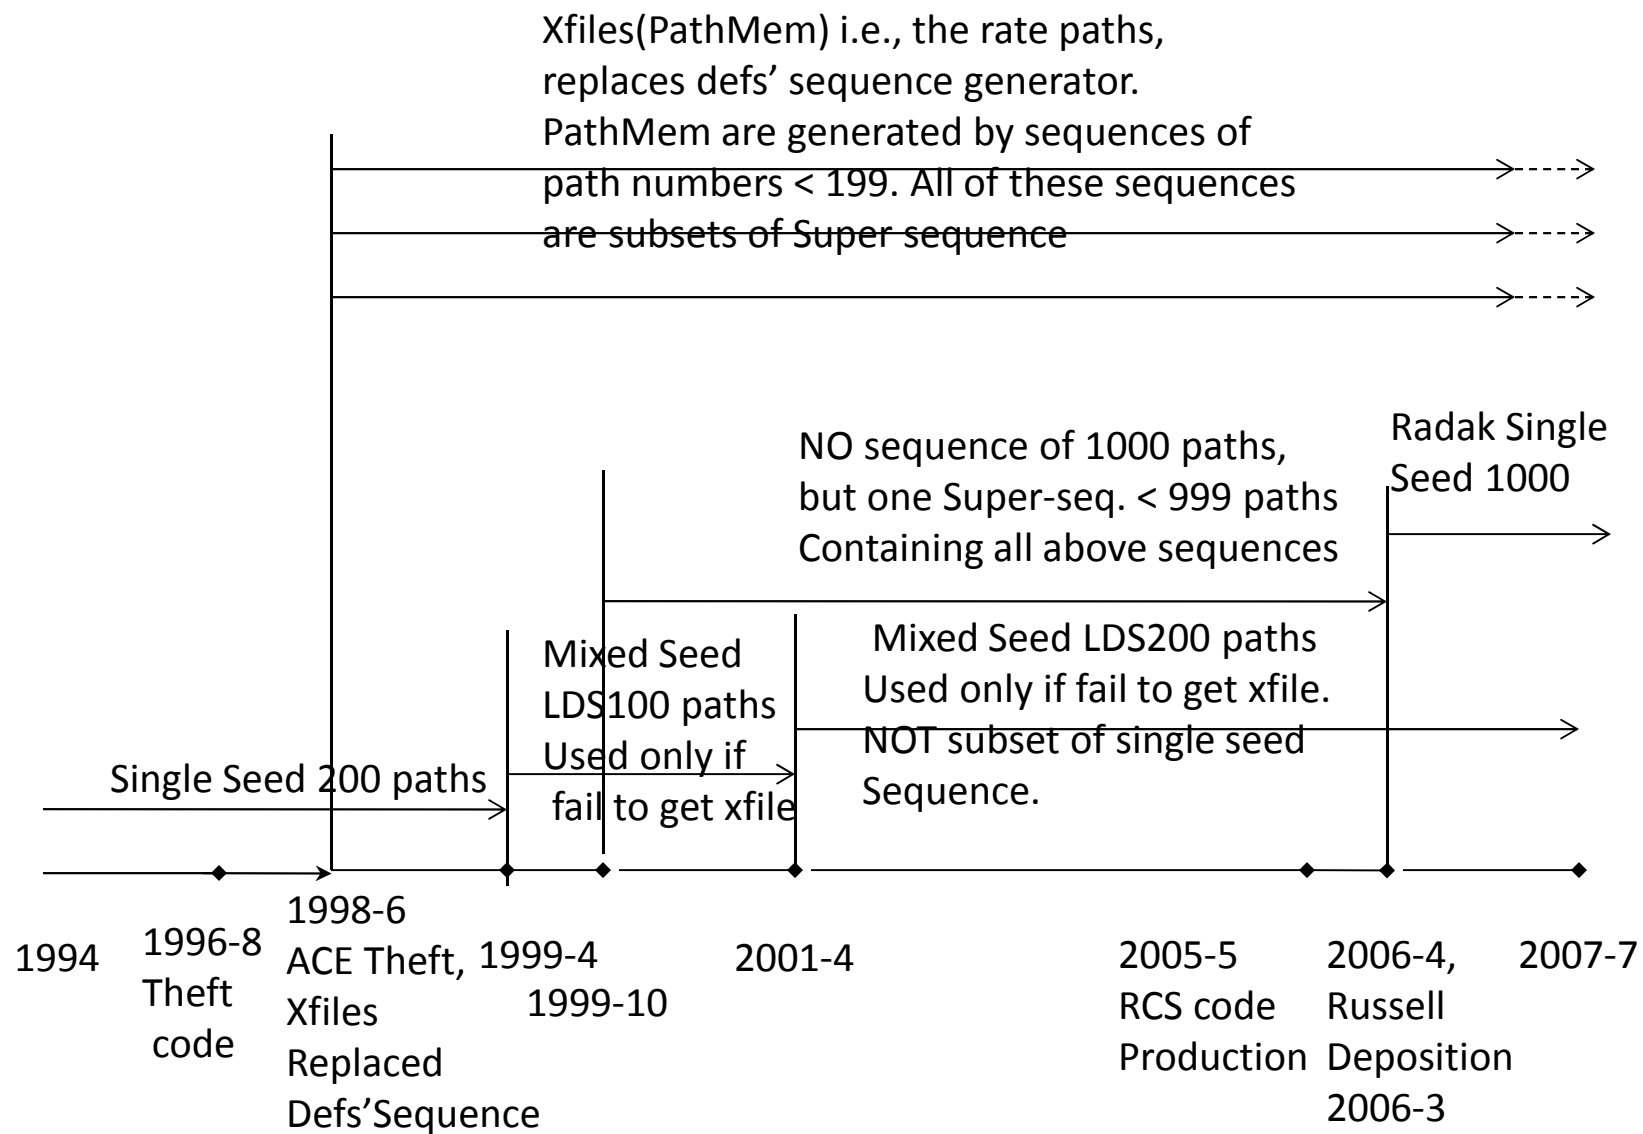 Xfiles(PathMem) i.e., the rate paths,
replaces defs’ sequence generator.
PathMem are generated by sequences of
path numbers < 199. All of these sequences
are subsets of Super sequence
Radak Single
Seed 1000
NO sequence of 1000 paths,
but one Super-seq. < 999 paths
Containing all above sequences
Mixed Seed LDS200 paths
Used only if fail to get xfile.
NOT subset of single seed
Sequence.
Mixed Seed
LDS100 paths
Used only if
fail to get xfile
Single Seed 200 paths
1994
1996-8
Theft
code
1998-6
ACE Theft,
Xfiles
Replaced
Defs’Sequence
1999-4
1999-10
2001-4
2005-5
RCS code
Production
2006-4,
Russell
Deposition
2006-3
2007-7